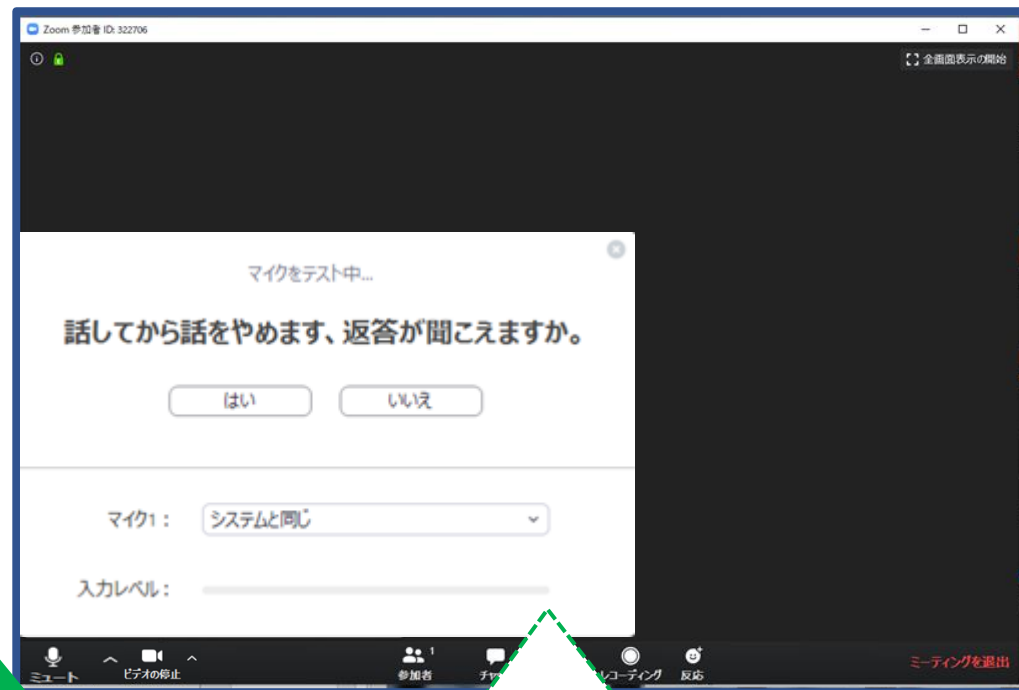 Zoom 参加者 ID: 322706
全画面表示の開始
マイクをテスト中...
話してから話をやめます、返答が聞こえますか。
はい
いいえ
マイク1：
システムと同じ
入力レベル：
ミュート
ビデオの停止
参加者
1
レコーディング
反応
ミーティングを退出